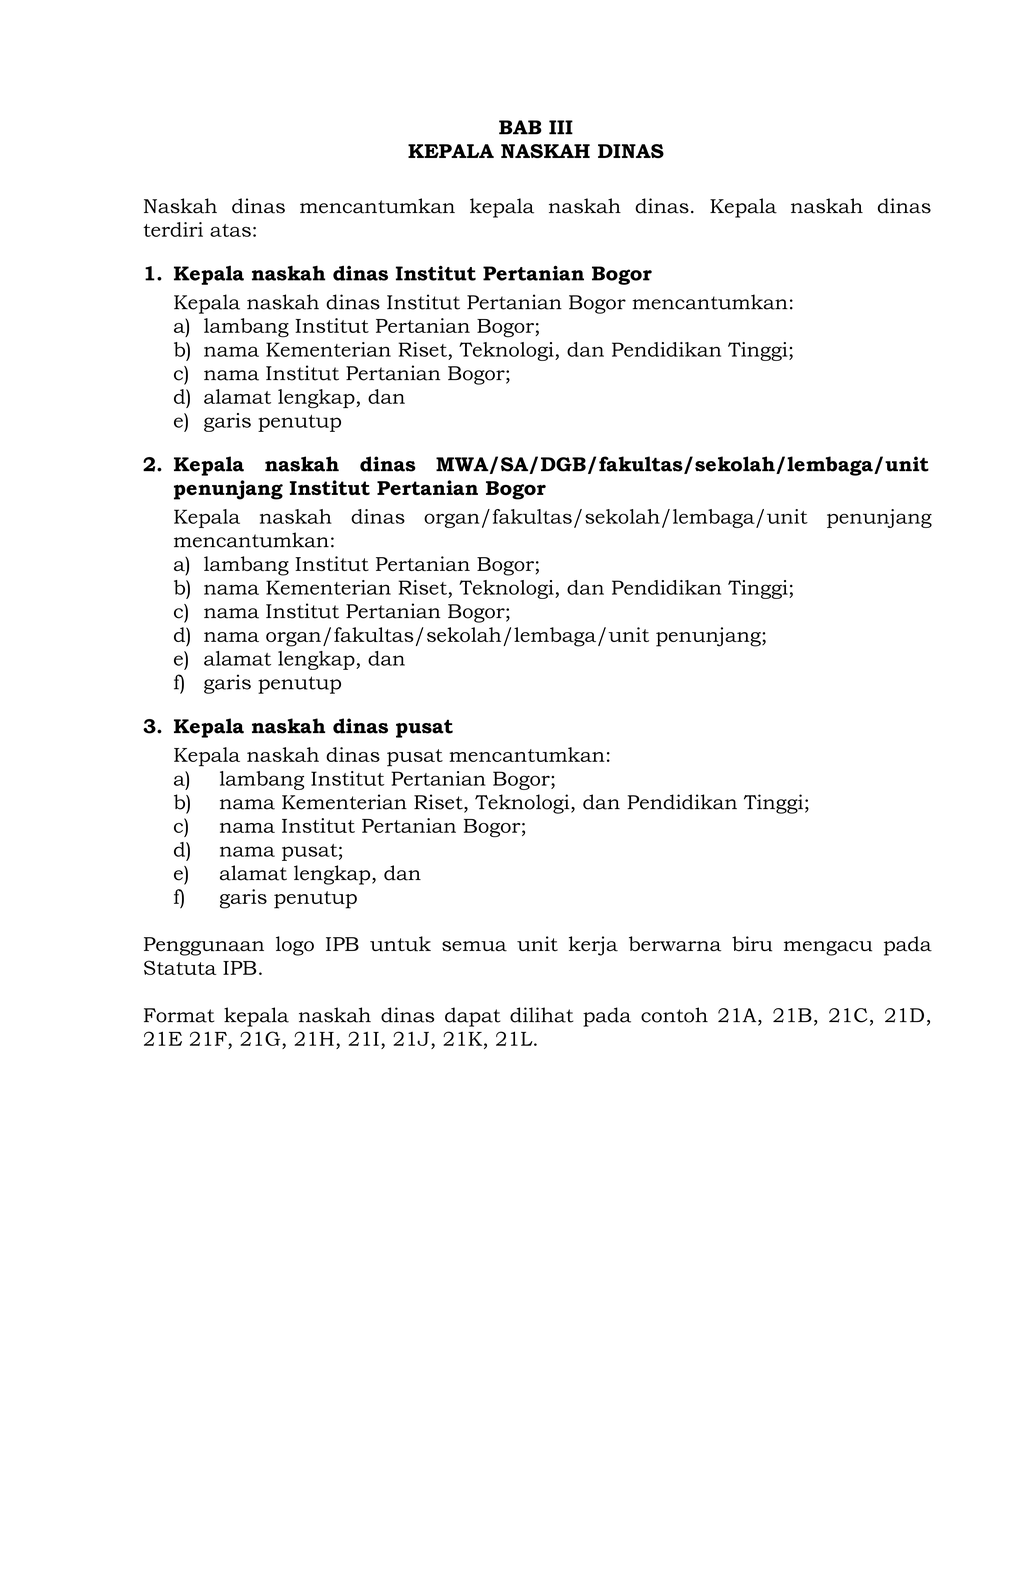 BAB III
KEPALA NASKAH DINAS
Naskah dinas mencantumkan kepala naskah dinas. Kepala naskah dinas
terdiri atas:
1. Kepala naskah dinas Institut Pertanian Bogor
Kepala naskah dinas Institut Pertanian Bogor mencantumkan:
a) lambang Institut Pertanian Bogor;
b) nama Kementerian Riset, Teknologi, dan Pendidikan Tinggi;
c) nama Institut Pertanian Bogor;
d) alamat lengkap, dan
e) garis penutup
2. Kepala naskah dinas MWA/SA/DGB/fakultas/sekolah/lembaga/unit
penunjang Institut Pertanian Bogor
Kepala naskah dinas organ/fakultas/sekolah/lembaga/unit penunjang
mencantumkan:
a) lambang Institut Pertanian Bogor;
b) nama Kementerian Riset, Teknologi, dan Pendidikan Tinggi;
c) nama Institut Pertanian Bogor;
d) nama organ/fakultas/sekolah/lembaga/unit penunjang;
e) alamat lengkap, dan
f) garis penutup
3. Kepala naskah dinas pusat
Kepala naskah dinas pusat mencantumkan:
a) lambang Institut Pertanian Bogor;
b) nama Kementerian Riset, Teknologi, dan Pendidikan Tinggi;
c) nama Institut Pertanian Bogor;
d) nama pusat;
e) alamat lengkap, dan
f) garis penutup
Penggunaan logo IPB untuk semua unit kerja berwarna biru mengacu pada
Statuta IPB.
Format kepala naskah dinas dapat dilihat pada contoh 21A, 21B, 21C, 21D,
21E 21F, 21G, 21H, 21I, 21J, 21K, 21L.